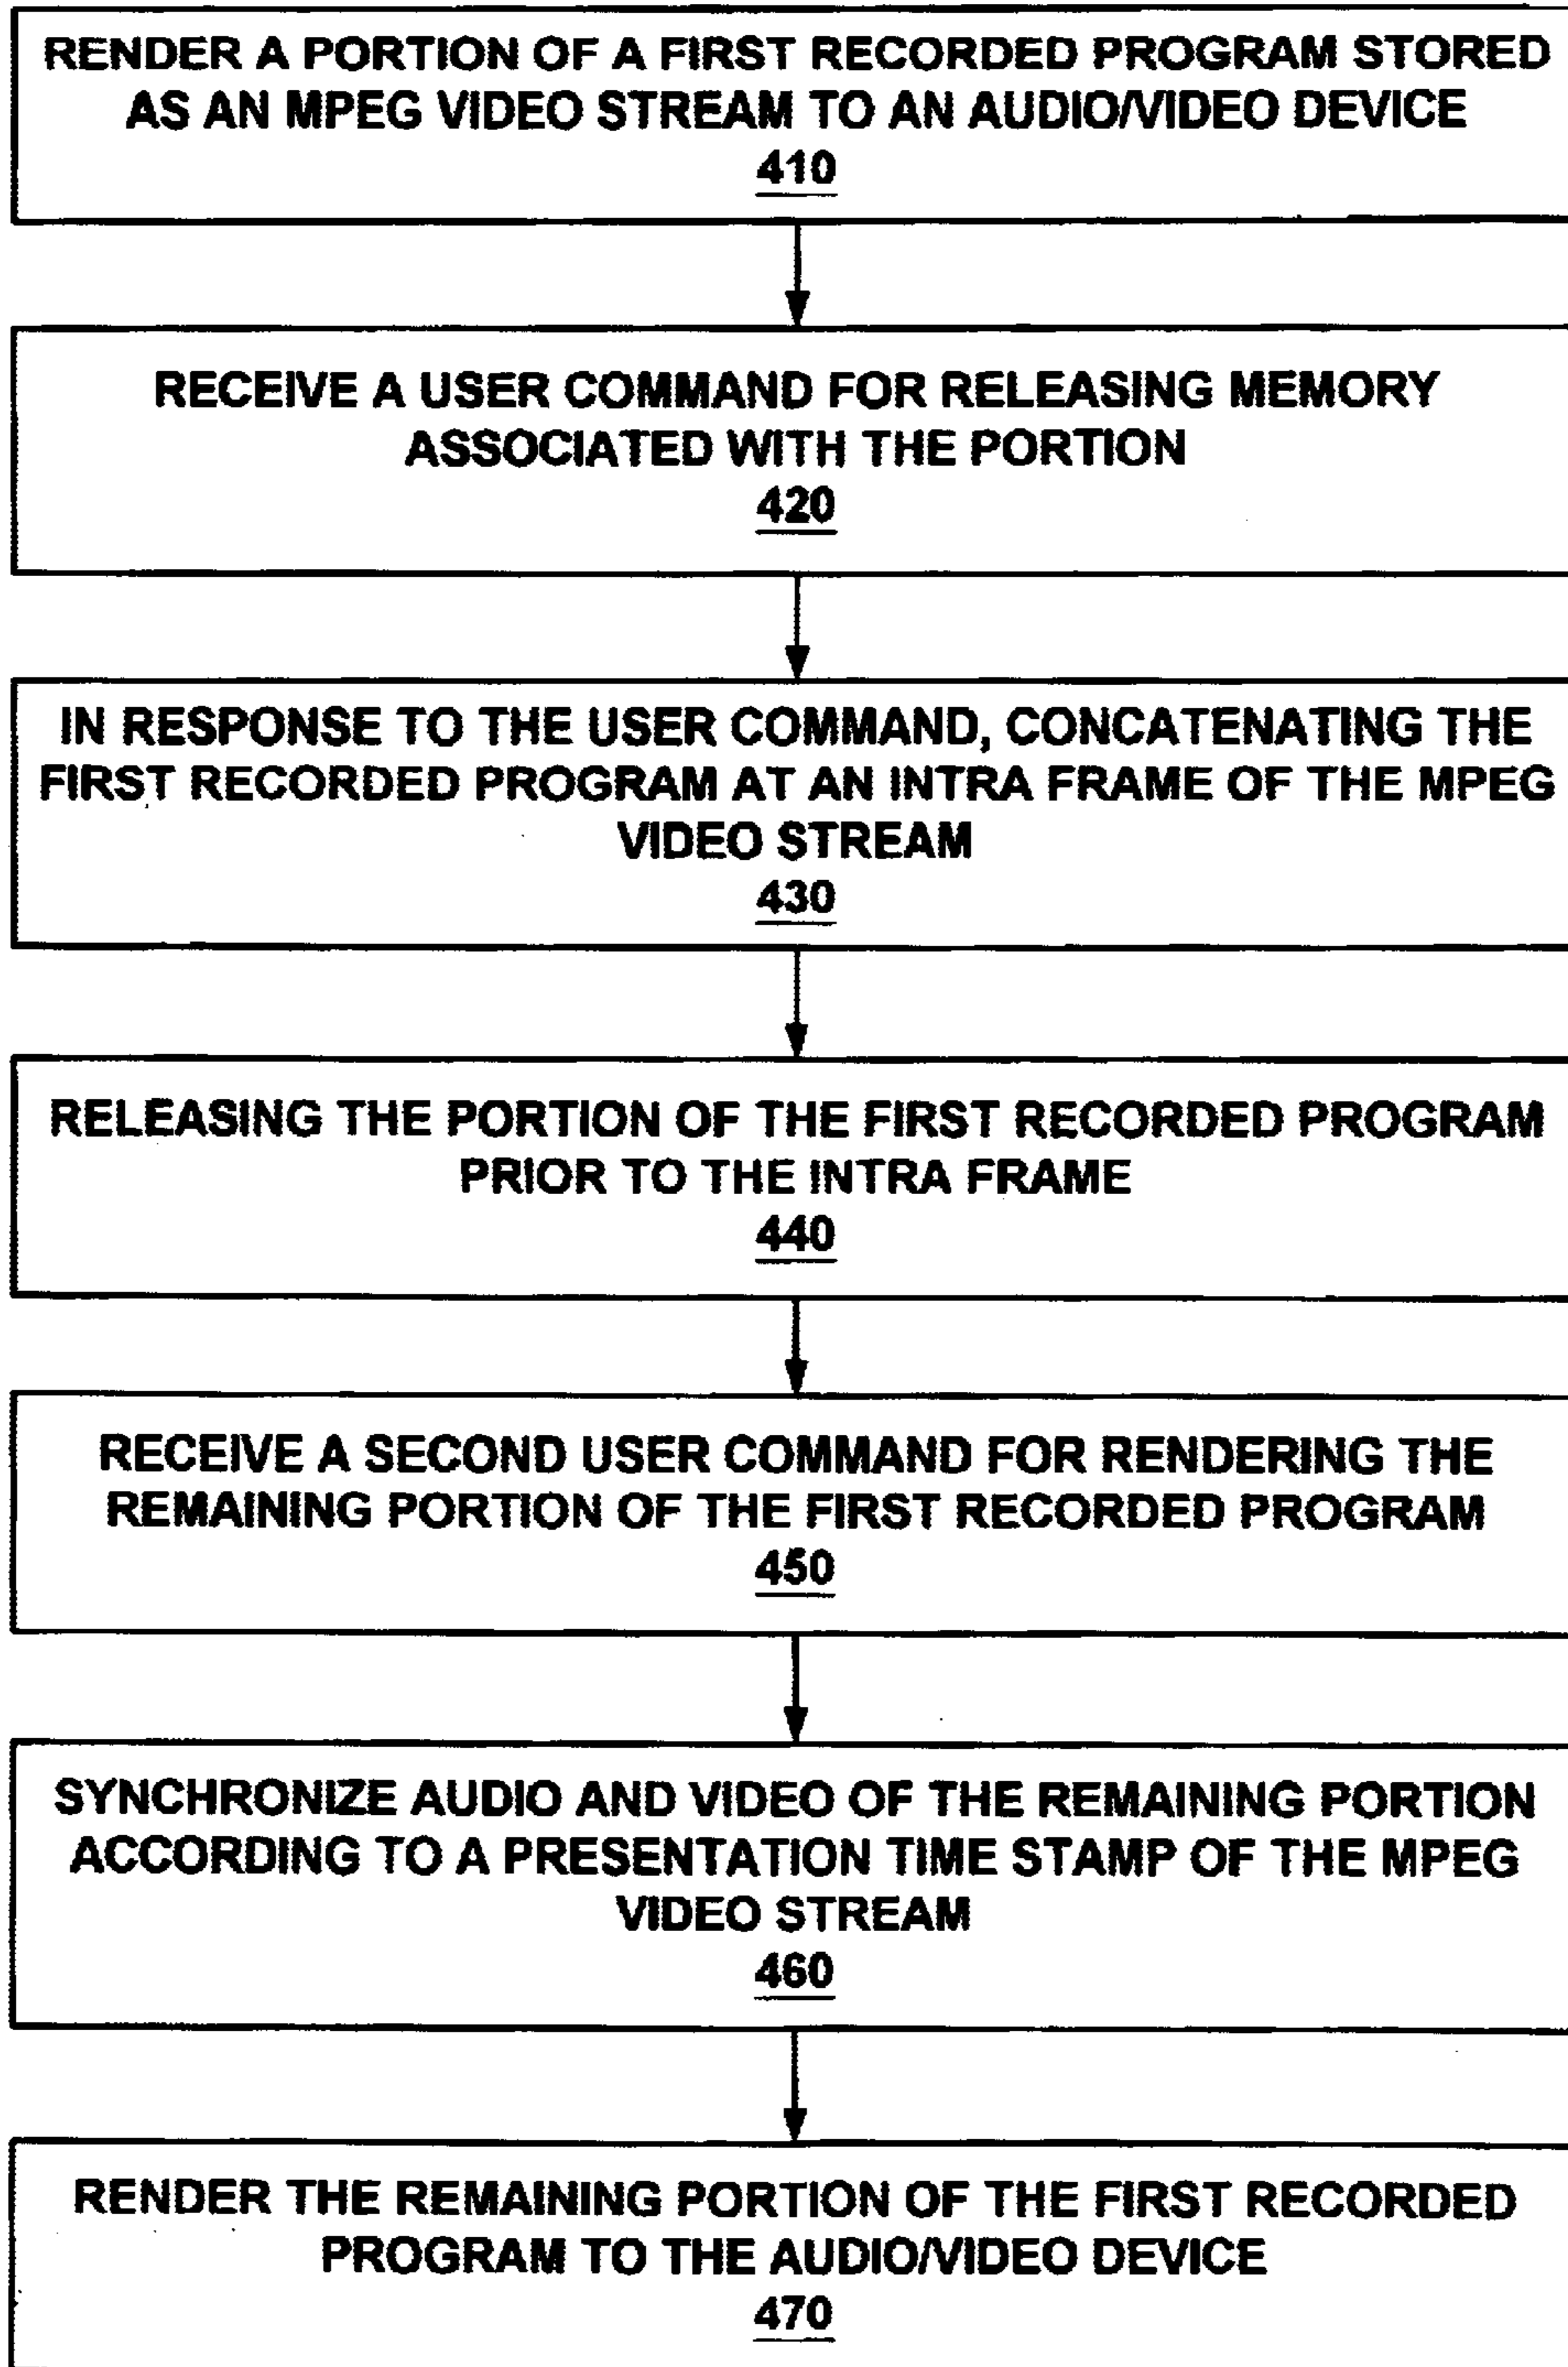 RENDER A PORTION OF A FIRST RECORDED PROGRAM STORED
AS AN MPEG VIDEO STREAM TO AN AUDIO/VIDEO DEVICE
410
RECEIVE A USER COMMAND FOR RELEASING MEMORY
ASSOCIATED WITH THE PORTION
420
IN RESPONSE TO THE USER COMMAND, CONCATENATING THE
FIRST RECORDED PROGRAM AT AN INTRA FRAME OF THE MPEG
VIDEO STREAM
430
RELEASING THE PORTION OF THE FIRST RECORDED PROGRAM
PRIOR TO THE INTRA FRAME
440
RECEIVE A SECOND USER COMMAND FOR RENDERING THE
REMAINING PORTION OF THE FIRST RECORDED PROGRAM
450
SYNCHRONIZE AUDIO AND VIDEO OF THE REMAINING PORTION
ACCORDING TO A PRESENTATION TIME STAMP OF THE MPEG
VIDEO STREAM
460
RENDER THE REMAINING PORTION OF THE FIRST RECORDED
PROGRAM TO THE AUDIO/VIDEO DEVICE
470